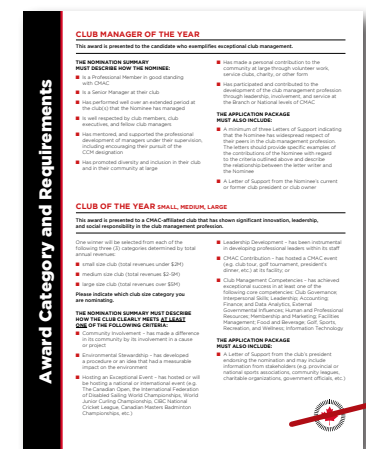 Award Category and Requirements
CLUB MANAGER OF THE YEAR
This award is presented to the candidate who exemplifies exceptional club management.
THE NOMINATION SUMMARY
MUST DESCRIBE HOW THE NOMINEE:
Is a Professional Member in good standing
with CMAC
Is a Senior Manager at their club
Has performed well over an extended period at
the club(s) that the Nominee has managed
Is well respected by club members, club
executives, and fellow club managers
Has mentored and supported the professional
development of managers under their supervision,
including encouraging their pursuit of the
CCM designation
Has promoted diversity and inclusion in their club
and in their community at large
Has made a personal contribution to the
community at large through volunteer work,
service clubs, charity, or other form
Has participated and contributed to the
development of the club management profession
through leadership, involvement, and service at
the Branch or National levels of CMAC
THE APPLICATION PACKAGE
MUST ALSO INCLUDE:
A minimum of three Letters of Support indicating
that the Nominee has widespread respect of
their peers in the club management profession.
The letters should provide specific examples of
the contributions of the Nominee with regard
to the criteria outlined above and describe
the relationship between the letter writer and
the Nominee
A Letter of Support from the Nominee's current
or former club president or club owner
CLUB OF THE YEAR SMALL, MEDIUM, LARGE
This award is presented to a CMAC-affiliated club that has shown significant innovation, leadership,
and social responsibility in the club management profession.
One winner will be selected from each of the
following three (3) categories determined by total
annual revenues:
small size club (total revenues under $2M)
medium size club (total revenues $2-5M)
large size club (total revenues over $5M)
Please indicate which club size category you
are nominating.
THE NOMINATION SUMMARY MUST DESCRIBE
HOW THE CLUB CLEARLY MEETS AT LEAST
ONE OF THE FOLLOWING CRITERIA:
Community Involvement – has made a difference
in its community by its involvement in a cause
or project
Environmental Stewardship – has developed
a procedure or an idea that had a measurable
impact on the environment
Hosting an Exceptional Event – has hosted or will
be hosting a national or international event (e.g.
The Canadian Open, the International Federation
of Disabled Sailing World Championships, World
Junior Curling Championship, CIBC National
Cricket League, Canadian Masters Badminton
Championships, etc.)
Leadership Development – has been instrumental
in developing professional leaders within its staff
CMAC Contribution – has hosted a CMAC event
(e.g. club tour, golf tournament, president's
dinner, etc.) at its facility; or
Club Management Competencies – has achieved
exceptional success in at least one of the
following core competencies: Club Governance;
Interpersonal Skills; Leadership; Accounting,
Finance, and Data Analytics; External
Governmental Influences; Human and Professional
Resources; Membership and Marketing; Facilities
Management; Food and Beverage; Golf, Sports,
Recreation, and Wellness; Information Technology
THE APPLICATION PACKAGE
MUST ALSO INCLUDE:
A Letter of Support from the club's president
endorsing the nomination and may include
information from stakeholders (e.g. provincial or
national sports associations, community leagues,
charitable organizations, government officials, etc.)